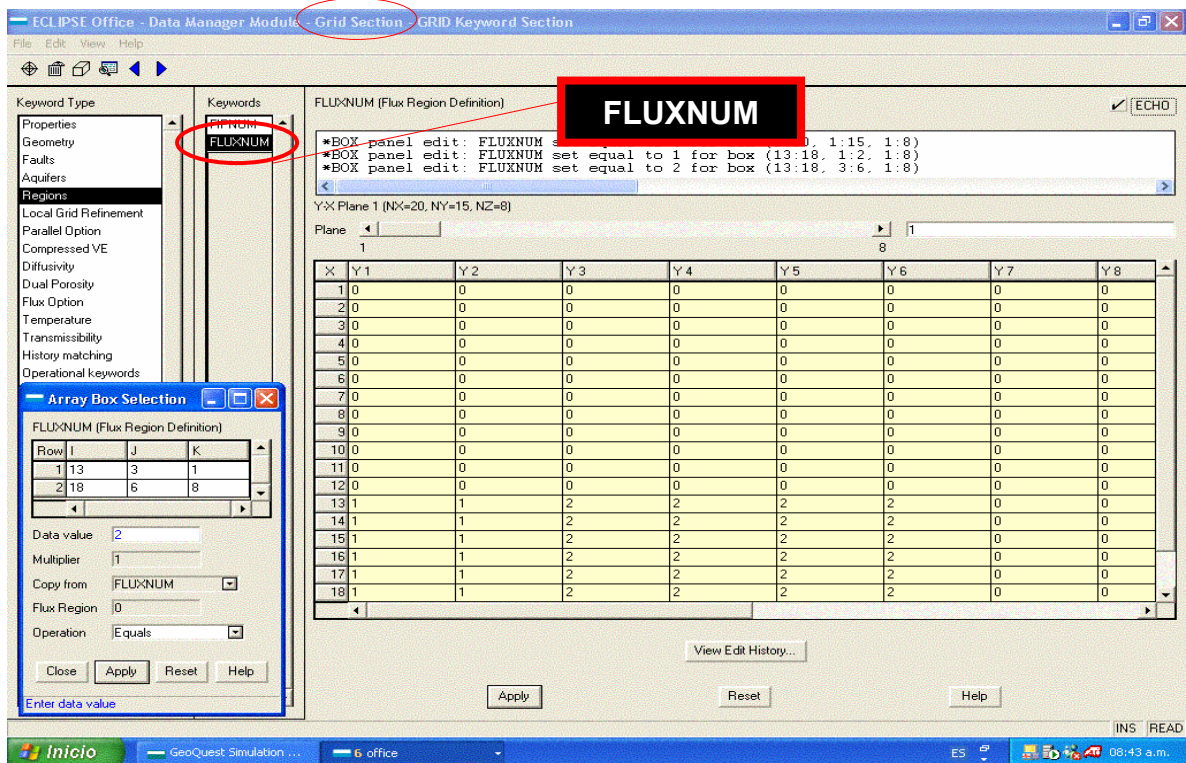 ECLIPSE Office - Data Manager Module - Grid Section - GRID Keyword Section
File Edit View Help
Keyword Type
Properties
Geometry
Faults
Aquifers
Regions
Local Grid Refinement
Parallel Option
Compressed VE
Diffusivity
Dual Porosity
Flux Option
Temperature
Transmissibility
History matching
Operational keywords
Keywords
FIPNUM
FLUXNUM
FLUXNUM (Flux Region Definition)
FLUXNUM
ECHO
*BOX panel edit: FLUXNUM 1:15, 1:8)
*BOX panel edit: FLUXNUM set equal to 1 for box (13:18, 1:2, 1:8)
*BOX panel edit: FLUXNUM set equal to 2 for box (13:18, 3:6, 1:8)
Y-X Plane 1 (NX=20, NY=15, NZ=8)
Plane 1
1 8
X Y 1 Y 2 Y 3 Y 4 Y 5 Y 6 Y 7 Y 8
1 0 0 0 0 0 0 0 0
2 0 0 0 0 0 0 0 0
3 0 0 0 0 0 0 0 0
4 0 0 0 0 0 0 0 0
5 0 0 0 0 0 0 0 0
6 0 0 0 0 0 0 0 0
7 0 0 0 0 0 0 0 0
8 0 0 0 0 0 0 0 0
9 0 0 0 0 0 0 0 0
10 0 0 0 0 0 0 0 0
11 0 0 0 0 0 0 0 0
12 0 0 0 0 0 0 0 0
13 1 1 2 2 2 2 0 0
14 1 1 2 2 2 2 0 0
15 1 1 2 2 2 2 0 0
16 1 1 2 2 2 2 0 0
17 1 1 2 2 2 2 0 0
18 1 1 2 2 2 2 0 0
View Edit History...
Apply Reset Help
Array Box Selection
FLUXNUM (Flux Region Definition)
Row I J K
1 13 3 1
2 18 6 8
Data value 2
Multiplier 1
Copy from FLUXNUM
Flux Region 0
Operation Equals
Close Apply Reset Help
Enter data value
INS READ
Inicio GeoQuest Simulation ... 6 office ES 08:43 a.m.